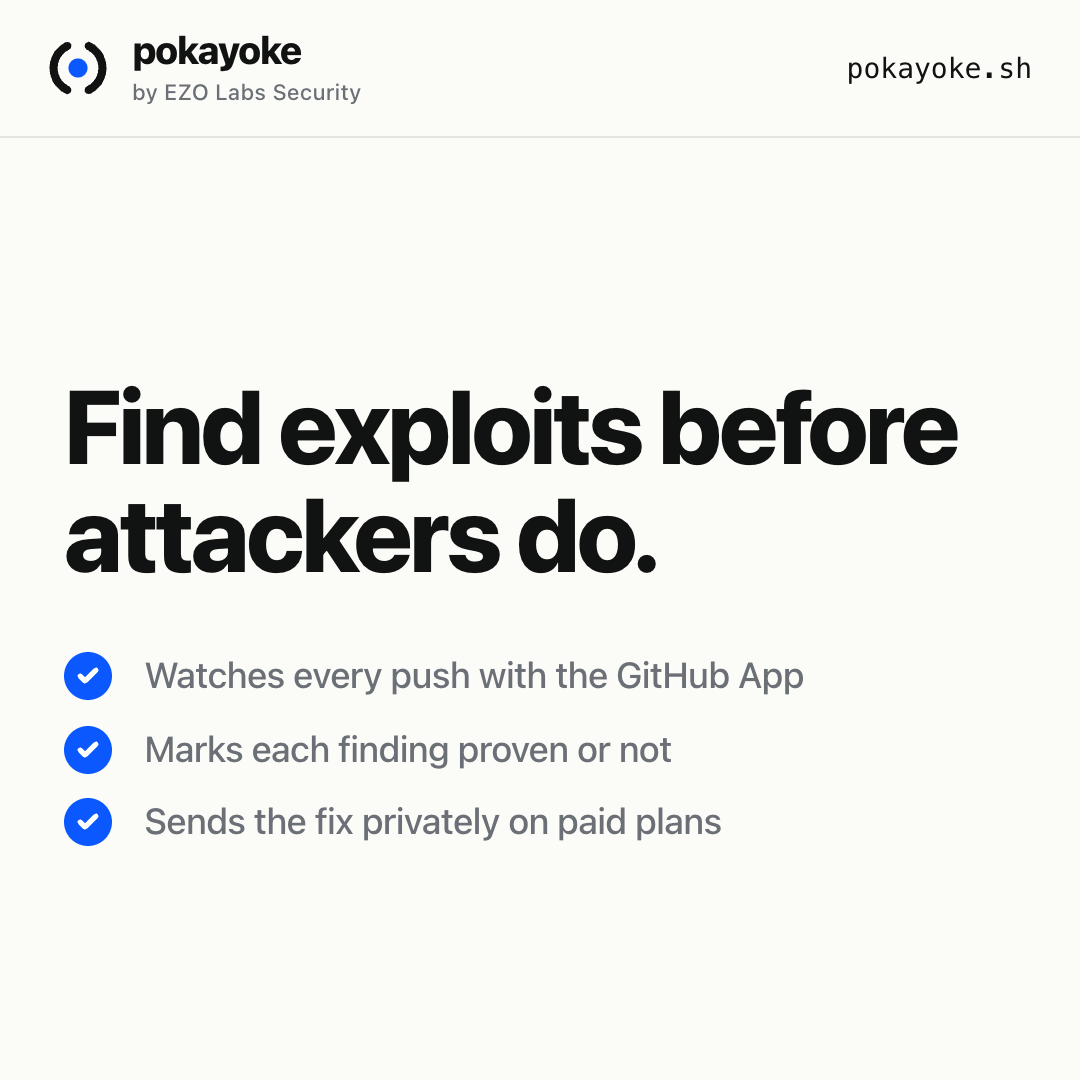 pokayoke
by EZO Labs Security
pokayoke.sh
Find exploits before
attackers do.
Watches every push with the GitHub App
Marks each finding proven or not
Sends the fix privately on paid plans